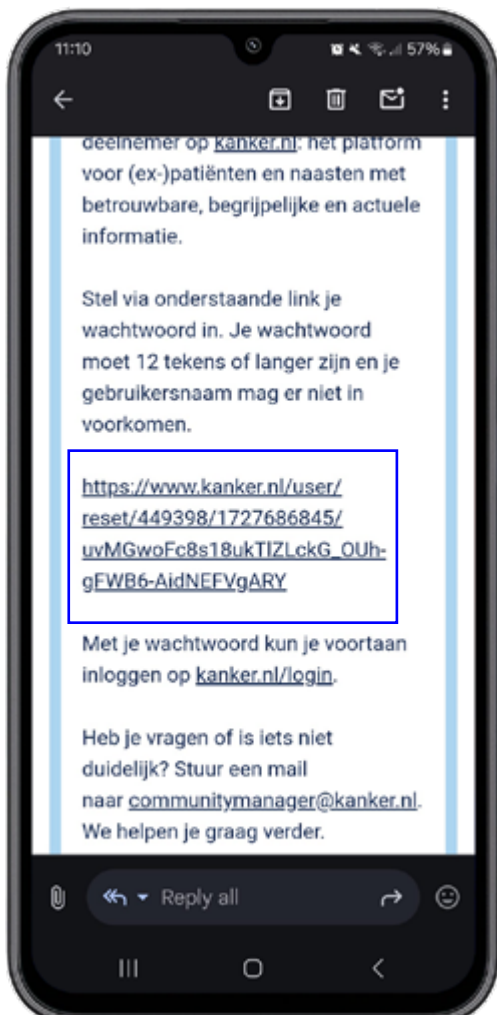 11:10
57%
deelnemer op kanker.nl: het platform
voor (ex-)patiënten en naasten met
betrouwbare, begrijpelijke en actuele
informatie.
Stel via onderstaande link je
wachtwoord in. Je wachtwoord
moet 12 tekens of langer zijn en je
gebruikersnaam mag er niet in
voorkomen.
https://www.kanker.nl/user/
reset/449398/1727686845/
uvMGwoFc8s18ukTlZLckG_OUh-
gFWB6-AidNEFVgARY
Met je wachtwoord kun je voortaan
inloggen op kanker.nl/login.
Heb je vragen of is iets niet
duidelijk? Stuur een mail
naar communitymanager@kanker.nl.
We helpen je graag verder.
Reply all